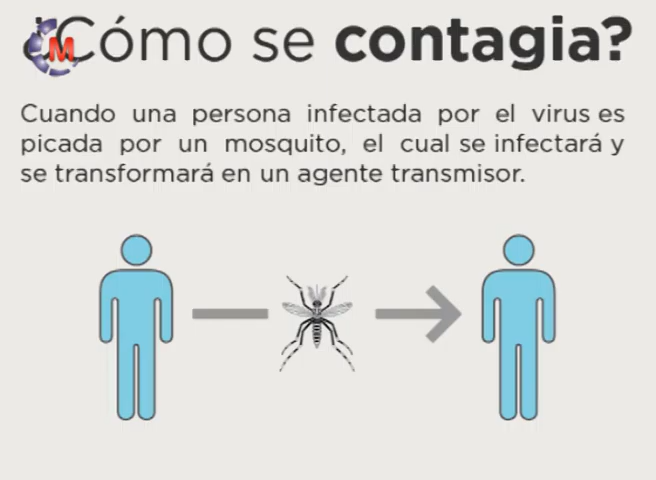 ¿Cómo se contagia?
M
Cuando una persona infectada por el virus es
picada por un mosquito, el cual se infectará y
se transformará en un agente transmisor.